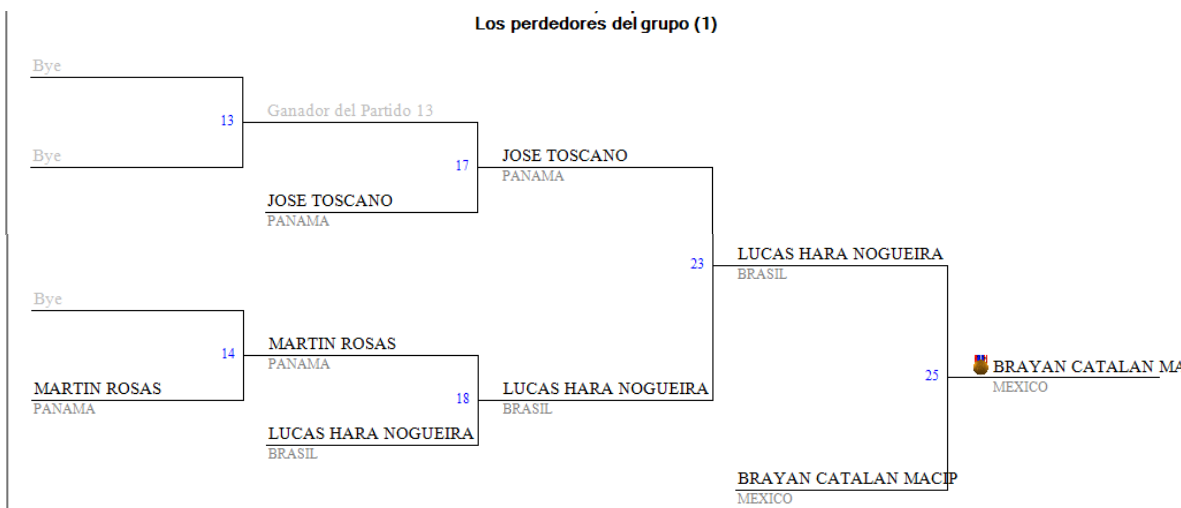 Los perdedores del grupo (1)
Bye
13
Ganador del Partido 13
Bye
17
JOSE TOSCANO
PANAMA
JOSE TOSCANO
PANAMA
23
LUCAS HARA NOGUEIRA
BRASIL
Bye
14
MARTIN ROSAS
PANAMA
MARTIN ROSAS
PANAMA
18
LUCAS HARA NOGUEIRA
BRASIL
LUCAS HARA NOGUEIRA
BRASIL
25
BRAYAN CATALAN MA
MEXICO
BRAYAN CATALAN MACIP
MEXICO